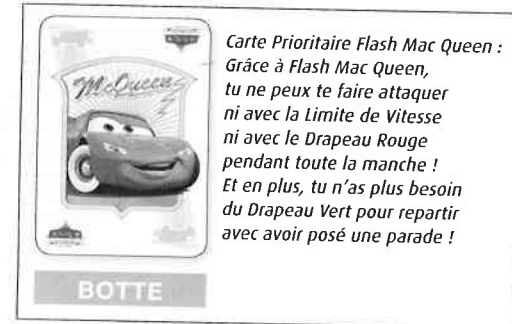 McQueen
Carte Prioritaire Flash Mac Queen :
Grâce à Flash Mac Queen,
tu ne peux te faire attaquer
ni avec la Limite de Vitesse
ni avec le Drapeau Rouge
pendant toute la manche !
Et en plus, tu n'as plus besoin
du Drapeau Vert pour repartir
avec avoir posé une parade !
BOTTE